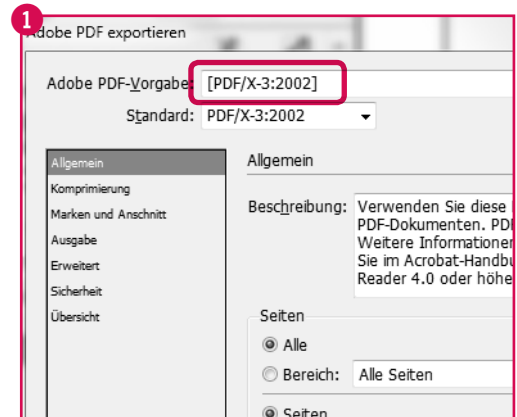 1
Adobe PDF exportieren
Adobe PDF-Vorgabe: [PDF/X-3:2002]
Standard: PDF/X-3:2002
Allgemein
Komprimierung
Marken und Anschnitt
Ausgabe
Erweitert
Sicherheit
Übersicht
Allgemein
Beschreibung: Verwenden Sie diese
PDF-Dokumenten. PDF
Weitere Informationen
Sie im Acrobat-Handbu
Reader 4.0 oder höhe
Seiten
Alle
Bereich: Alle Seiten
Seiten